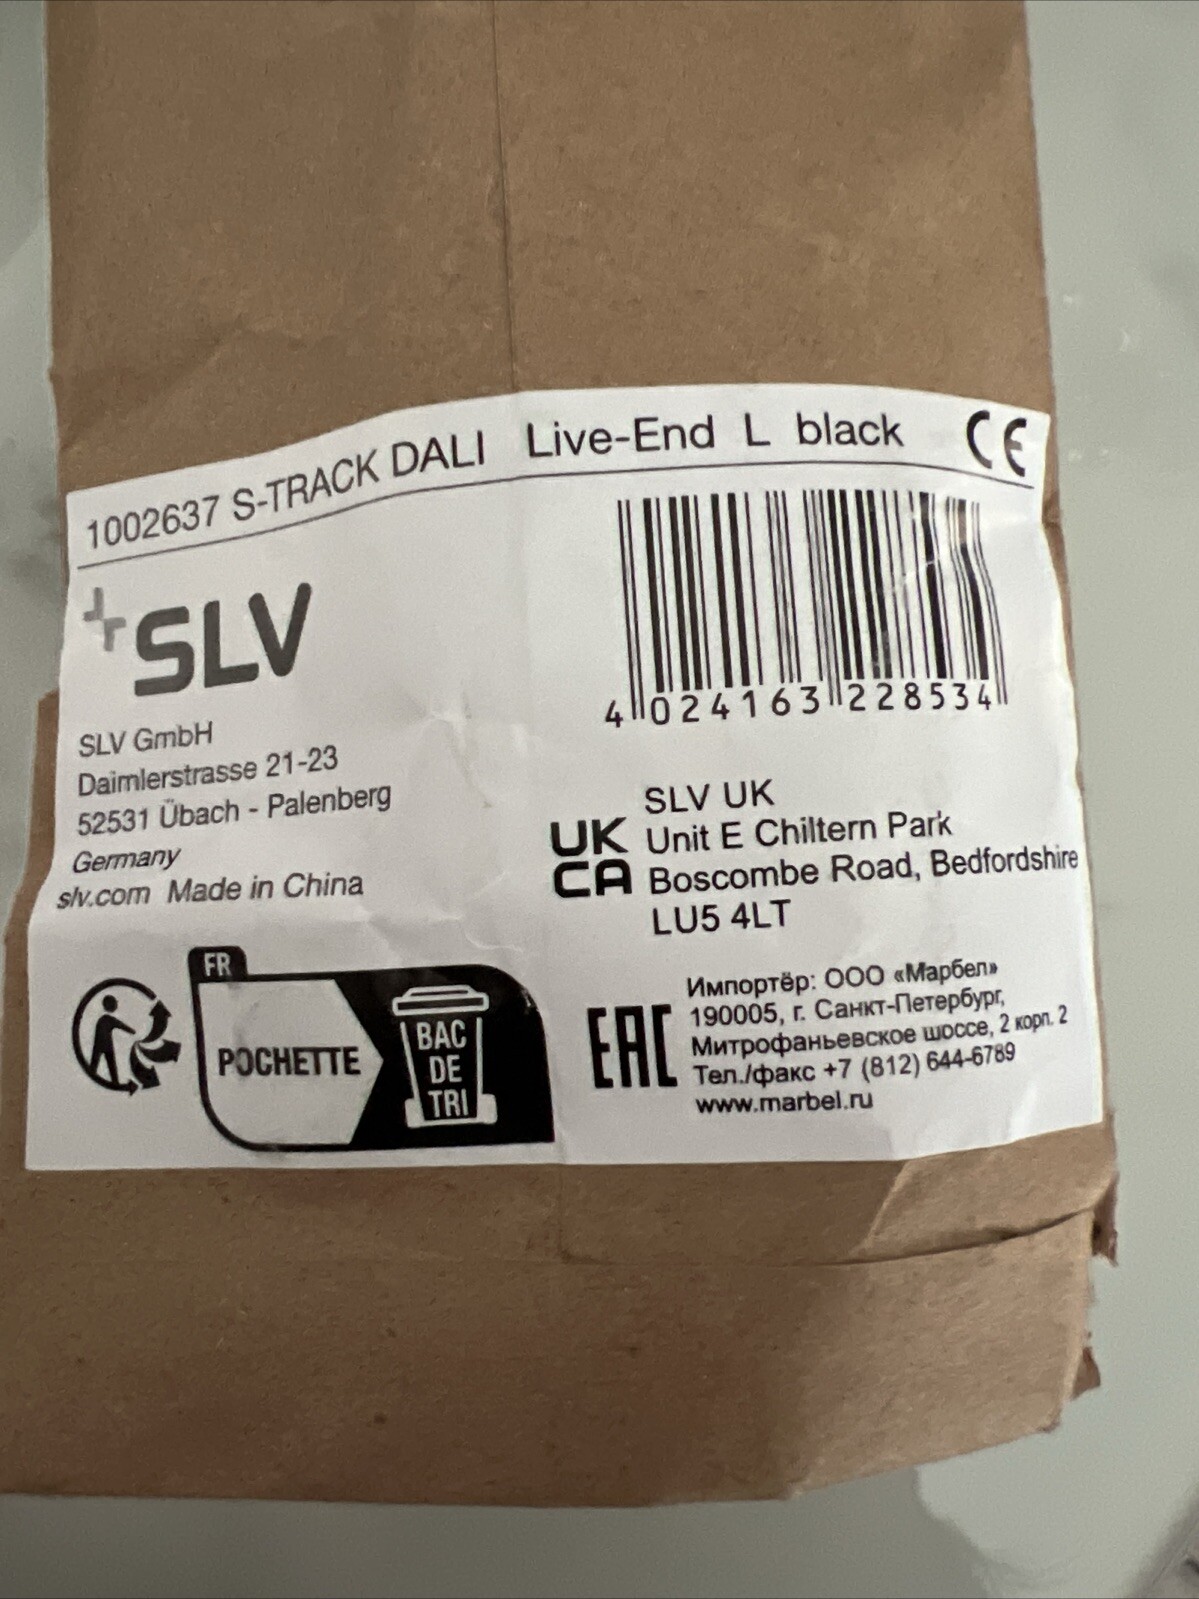 1002637 S-TRACK DALI Live-End L black CE
SLV
4 024163 228534
SLV GmbH
Daimlerstrasse 21-23
52531 Übach - Palenberg
Germany
slv.com Made in China
UK
CA
SLV UK
Unit E Chiltern Park
Boscombe Road, Bedfordshire
LU5 4LT
FR
POCHETTE
BAC
DE
TRI
EAC
Импортёр: ООО «Марбел»
190005, г. Санкт-Петербург,
Митрофаньевское шоссе, 2 корп. 2
Тел./факс +7 (812) 644-6789
www.marbel.ru